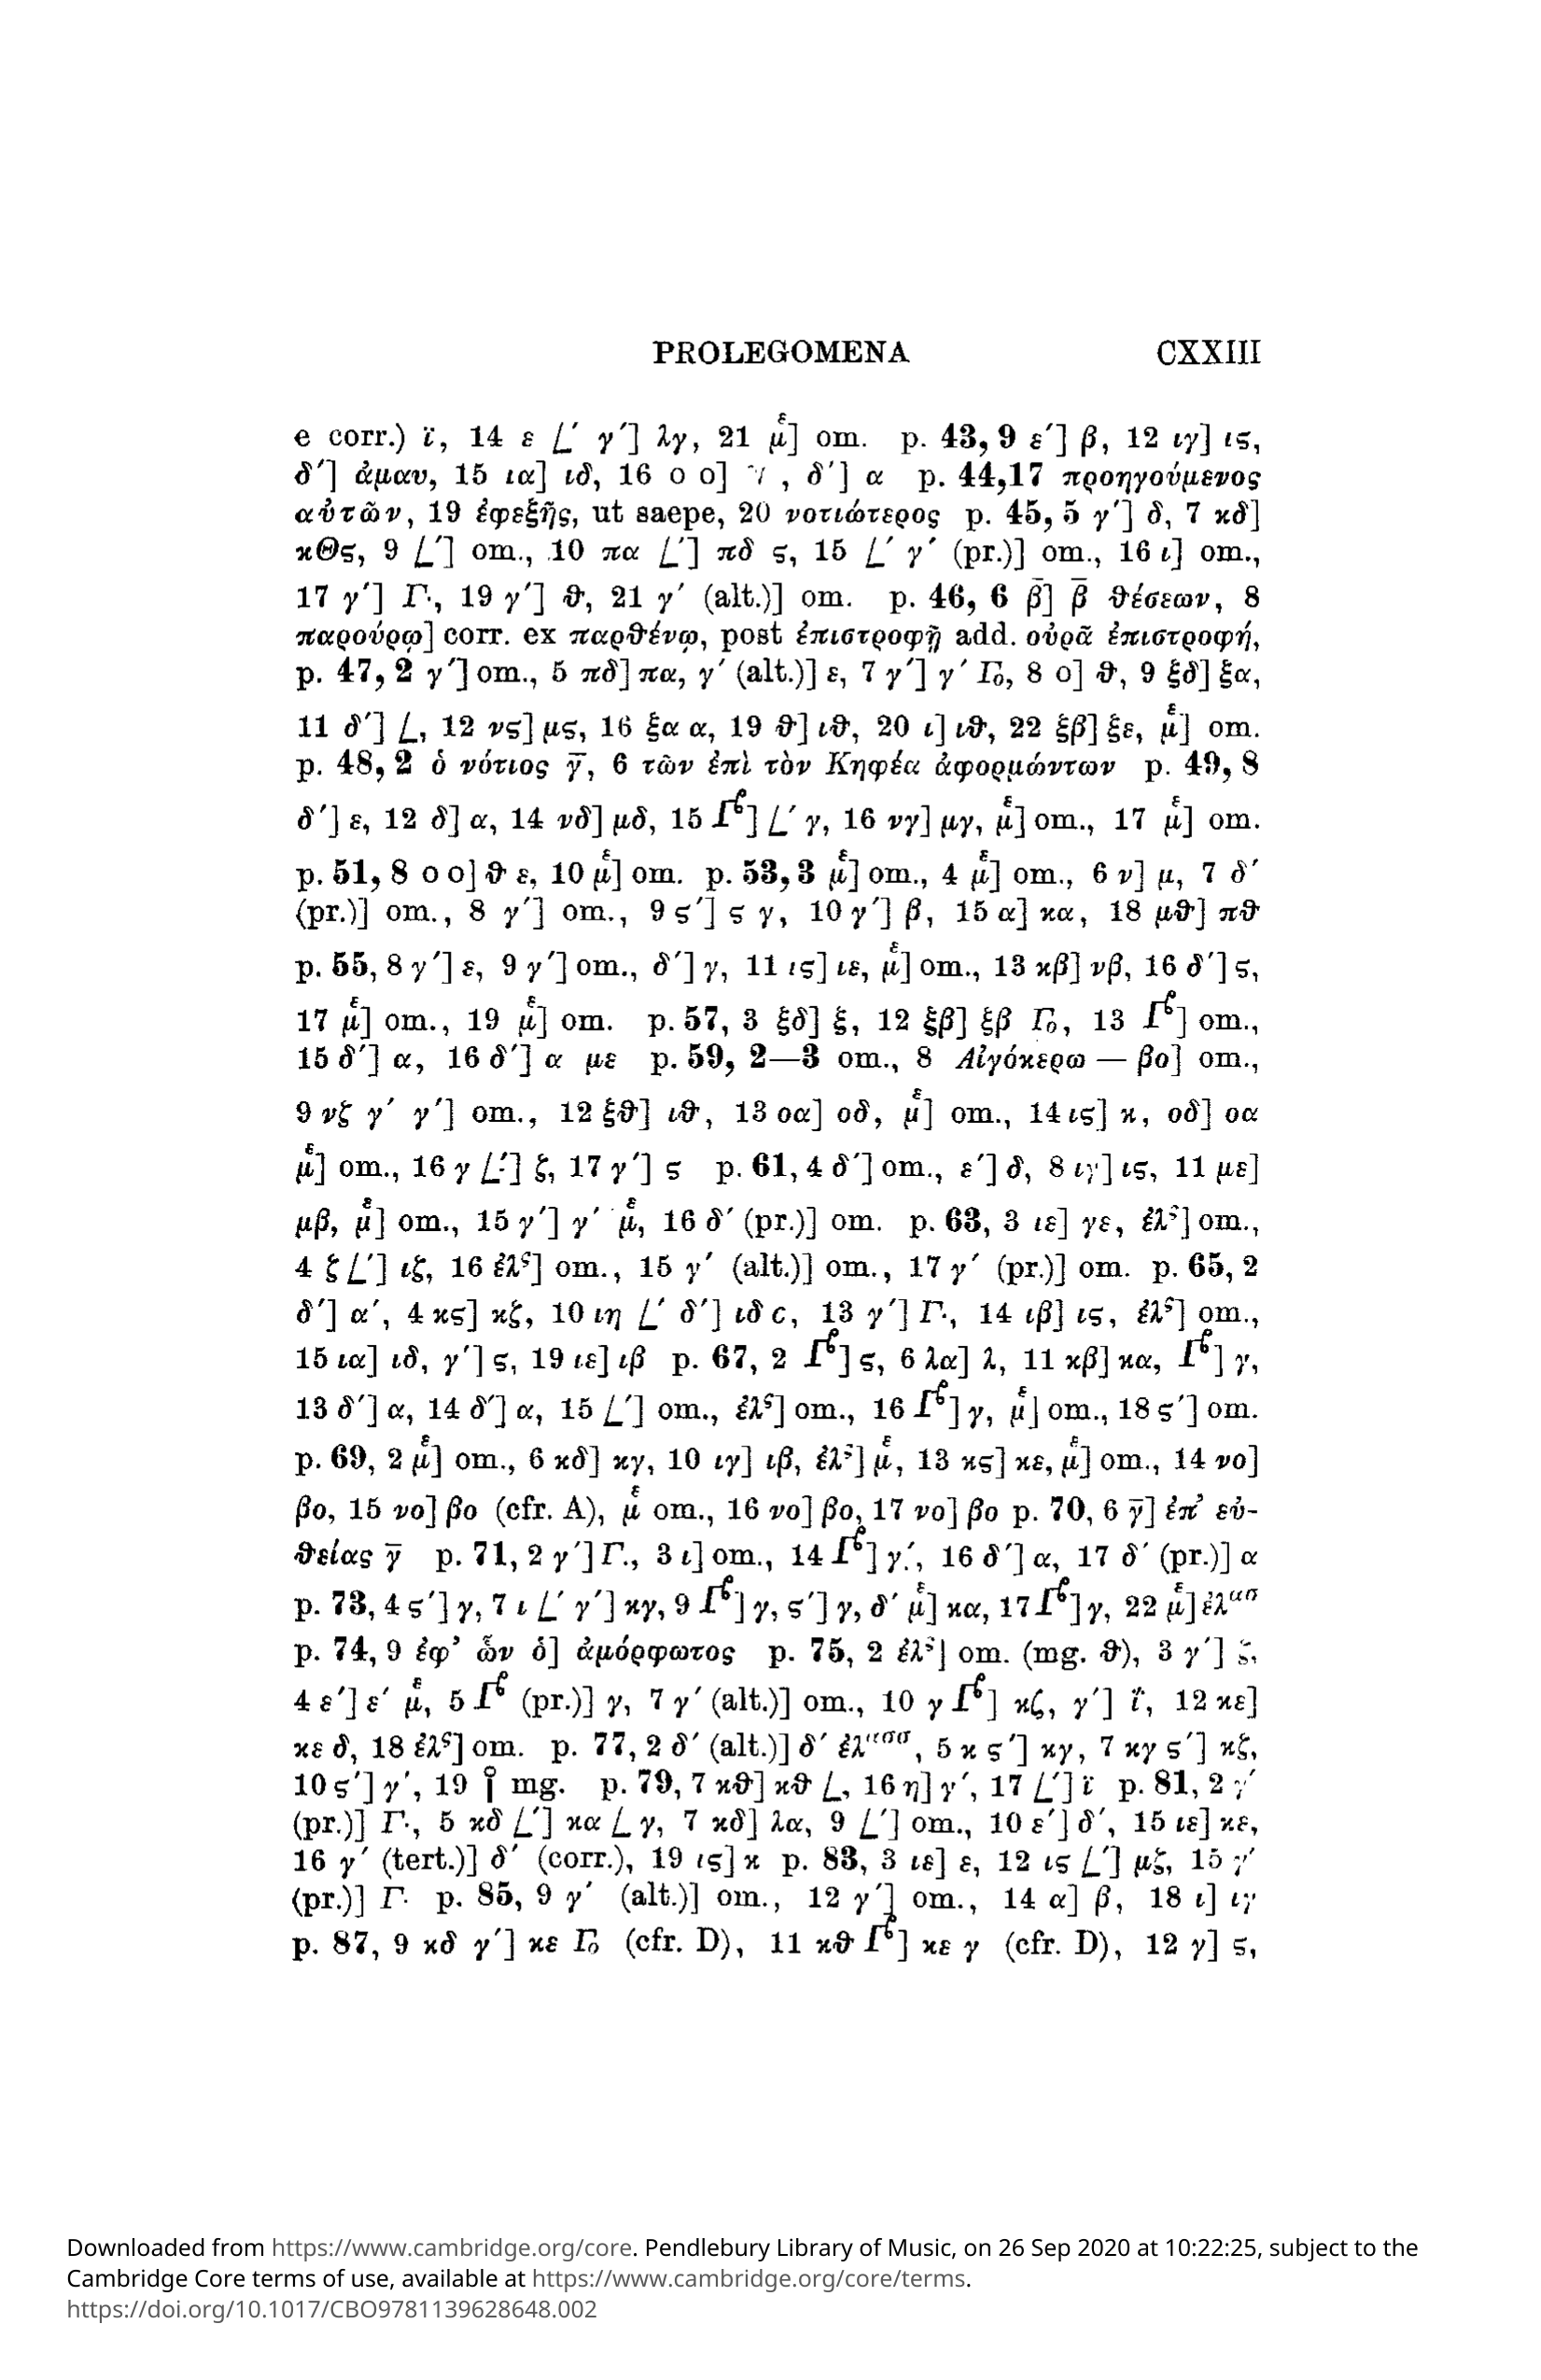 PROLEGOMENA CXXIII
e corr.) ϊ, 14 ε ∠′ γ′] λγ, 21 μ̓ͤ] om. p. 43, 9 ε′] β, 12 ιγ] ις,
δ′] ἀμαυ, 15 ια] ιδ, 16 ο ο] , δ′] α p. 44,17 προηγούμενος
αὐτῶν, 19 ἐφεξῆς, ut saepe, 20 νοτιώτερος p. 45, 5 γ′] δ, 7 κδ]
κΘς, 9 ∠′] om., 10 πα ∠′] πδ ς, 15 ∠′ γ′ (pr.)] om., 16 ι] om.,
17 γ′] Γ·, 19 γ′] ϑ, 21 γ′ (alt.)] om. p. 46, 6 β̄] β̄ ϑέσεων, 8
παρούρῳ] corr. ex παρϑένῳ, post ἐπιστροφῇ add. οὐρᾶ ἐπιστροφή,
p. 47, 2 γ′] om., 5 πδ] πα, γ′ (alt.)] ε, 7 γ′] γ′ Γο, 8 ο] ϑ, 9 ξδ] ξα,
11 δ′] ∠, 12 νς] μς, 16 ξα α, 19 ϑ] ιϑ, 20 ι] ιϑ, 22 ξβ] ξε, μ̓ͤ] om.
p. 48, 2 ὁ νότιος γ̄, 6 τῶν ἐπὶ τὸν Κηφέα ἀφορμώντων p. 49, 8
δ′] ε, 12 δ] α, 14 νδ] μδ, 15 Γο] ∠′ γ, 16 νγ] μγ, μ̓ͤ] om., 17 μ̓ͤ] om.
p. 51, 8 ο ο] ϑ ε, 10 μ̓ͤ] om. p. 53, 3 μ̓ͤ] om., 4 μ̓ͤ] om., 6 ν] μ, 7 δ′
(pr.)] om., 8 γ′] om., 9 ς′] ς γ, 10 γ′] β, 15 α] κα, 18 μϑ] πϑ
p. 55, 8 γ′] ε, 9 γ′] om., δ′] γ, 11 ις] ιε, μ̓ͤ] om., 13 κβ] νβ, 16 δ′] ς,
17 μ̓ͤ] om., 19 μ̓ͤ] om. p. 57, 3 ξδ] ξ, 12 ξβ] ξβ Γο, 13 Γο] om.,
15 δ′] α, 16 δ′] α με p. 59, 2—3 om., 8 Αἰγόκερω — βο] om.,
9 νζ γ′ γ′] om., 12 ξϑ] ιϑ, 13 οα] οδ, μ̓ͤ] om., 14 ις] κ, οδ] οα
μ̓ͤ] om., 16 γ ∠′] ζ, 17 γ′] ς p. 61, 4 δ′] om., ε′] δ, 8 ιγ] ις, 11 με]
μβ, μ̓ͤ] om., 15 γ′] γ′ μ̓ͤ, 16 δ′ (pr.)] om. p. 63, 3 ιε] γε, ἐλˢ] om.,
4 ζ ∠′] ιζ, 16 ἐλˢ] om., 15 γ′ (alt.)] om., 17 γ′ (pr.)] om. p. 65, 2
δ′] α′, 4 κς] κζ, 10 ιη ∠′ δ′] ιδ c, 13 γ′] Γ·, 14 ιβ] ις, ἐλˢ] om.,
15 ια] ιδ, γ′] ς, 19 ιε] ιβ p. 67, 2 Γο] ς, 6 λα] λ, 11 κβ] κα, Γο] γ,
13 δ′] α, 14 δ′] α, 15 ∠′] om., ἐλˢ] om., 16 Γο] γ, μ̓ͤ] om., 18 ς′] om.
p. 69, 2 μ̓ͤ] om., 6 κδ] κγ, 10 ιγ] ιβ, ἐλˢ] μ̓ͤ, 13 κς] κε, μ̓ͤ] om., 14 νο]
βο, 15 νο] βο (cfr. A), μ̓ͤ om., 16 νο] βο, 17 νο] βο p. 70, 6 γ̄] ἐπ’ εὐ-
ϑείας γ̄ p. 71, 2 γ′] Γ., 3 ι] om., 14 Γο] γ′., 16 δ′] α, 17 δ′ (pr.)] α
p. 73, 4 ς′] γ, 7 ι ∠′ γ′] κγ, 9 Γο] γ, ς′] γ, δ′ μ̓ͤ] κα, 17 Γο] γ, 22 μ̓ͤ] ἐλασ
p. 74, 9 ἐφ’ ὧν ὁ] ἀμόρφωτος p. 75, 2 ἐλˢ] om. (mg. ϑ), 3 γ′] ζ,
4 ε′] ε′ μ̓ͤ, 5 Γο (pr.)] γ, 7 γ′ (alt.)] om., 10 γ Γο] κζ, γ′] ΐ, 12 κε]
κε δ, 18 ἐλˢ] om. p. 77, 2 δ′ (alt.)] δ′ ἐλασσ, 5 κ ς′] κγ, 7 κγ ς′] κζ,
10 ς′] γ′, 19 mg. p. 79, 7 κϑ] κϑ ∠, 16 η] γ′, 17 ∠′] ϊ p. 81, 2 γ′
(pr.)] Γ·, 5 κδ ∠′] κα ∠ γ, 7 κδ] λα, 9 ∠′] om., 10 ε′] δ′, 15 ιε] κε,
16 γ′ (tert.)] δ′ (corr.), 19 ις] κ p. 83, 3 ιε] ε, 12 ις ∠′] μζ, 15 γ′
(pr.)] Γ· p. 85, 9 γ′ (alt.)] om., 12 γ′] om., 14 α] β, 18 ι] ιγ
p. 87, 9 κδ γ′] κε Γο (cfr. D), 11 κϑ Γο] κε γ (cfr. D), 12 γ] ς,
Downloaded from https://www.cambridge.org/core. Pendlebury Library of Music, on 26 Sep 2020 at 10:22:25, subject to the
Cambridge Core terms of use, available at https://www.cambridge.org/core/terms.
https://doi.org/10.1017/CBO9781139628648.002